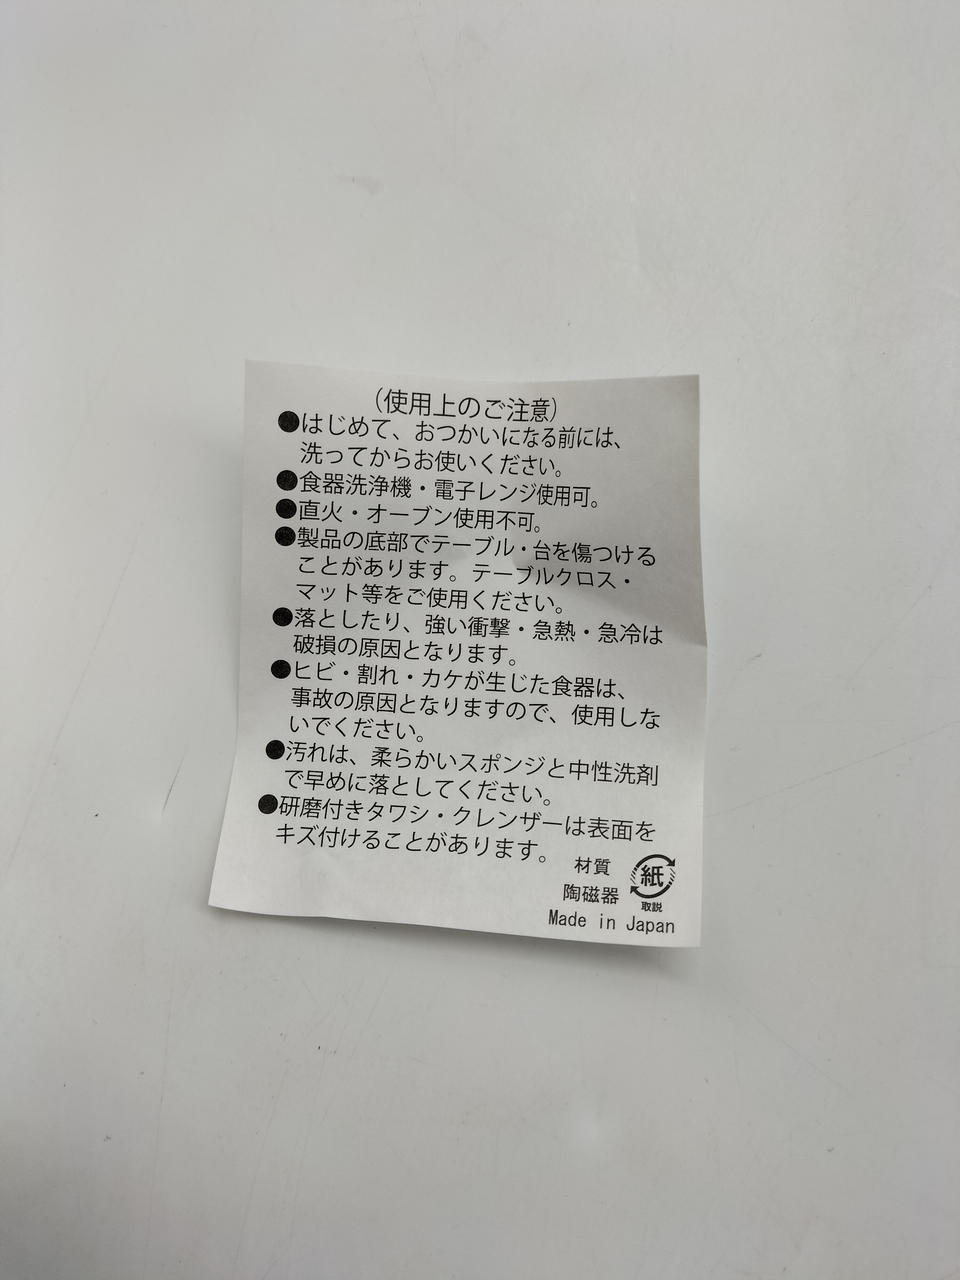 (使用上のご注意)
●はじめて、おつかいになる前には、
洗ってからお使いください。
●食器洗浄機・電子レンジ使用可。
●直火・オーブン使用不可。
●製品の底部でテーブル・台を傷つける
ことがあります。テーブルクロス・
マット等をご使用ください。
●落としたり、強い衝撃・急熱・急冷は
破損の原因となります。
●ヒビ・割れ・カケが生じた食器は、
事故の原因となりますので、使用しな
いでください。
●汚れは、柔らかいスポンジと中性洗剤
で早めに落としてください。
●研磨付きタワシ・クレンザーは表面を
キズ付けることがあります。
材質
陶磁器
紙
取説
Made in Japan